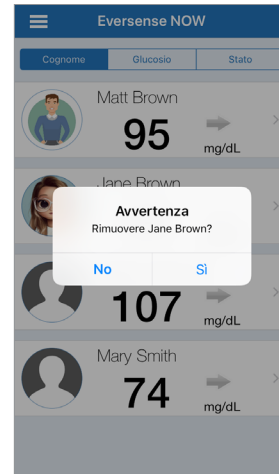 Eversense NOW
Cognome Glucosio Stato
Matt Brown
95
mg/dL
Jane Brown
Avvertenza
Rimuovere Jane Brown?
No Sì
107
mg/dL
Mary Smith
74
mg/dL